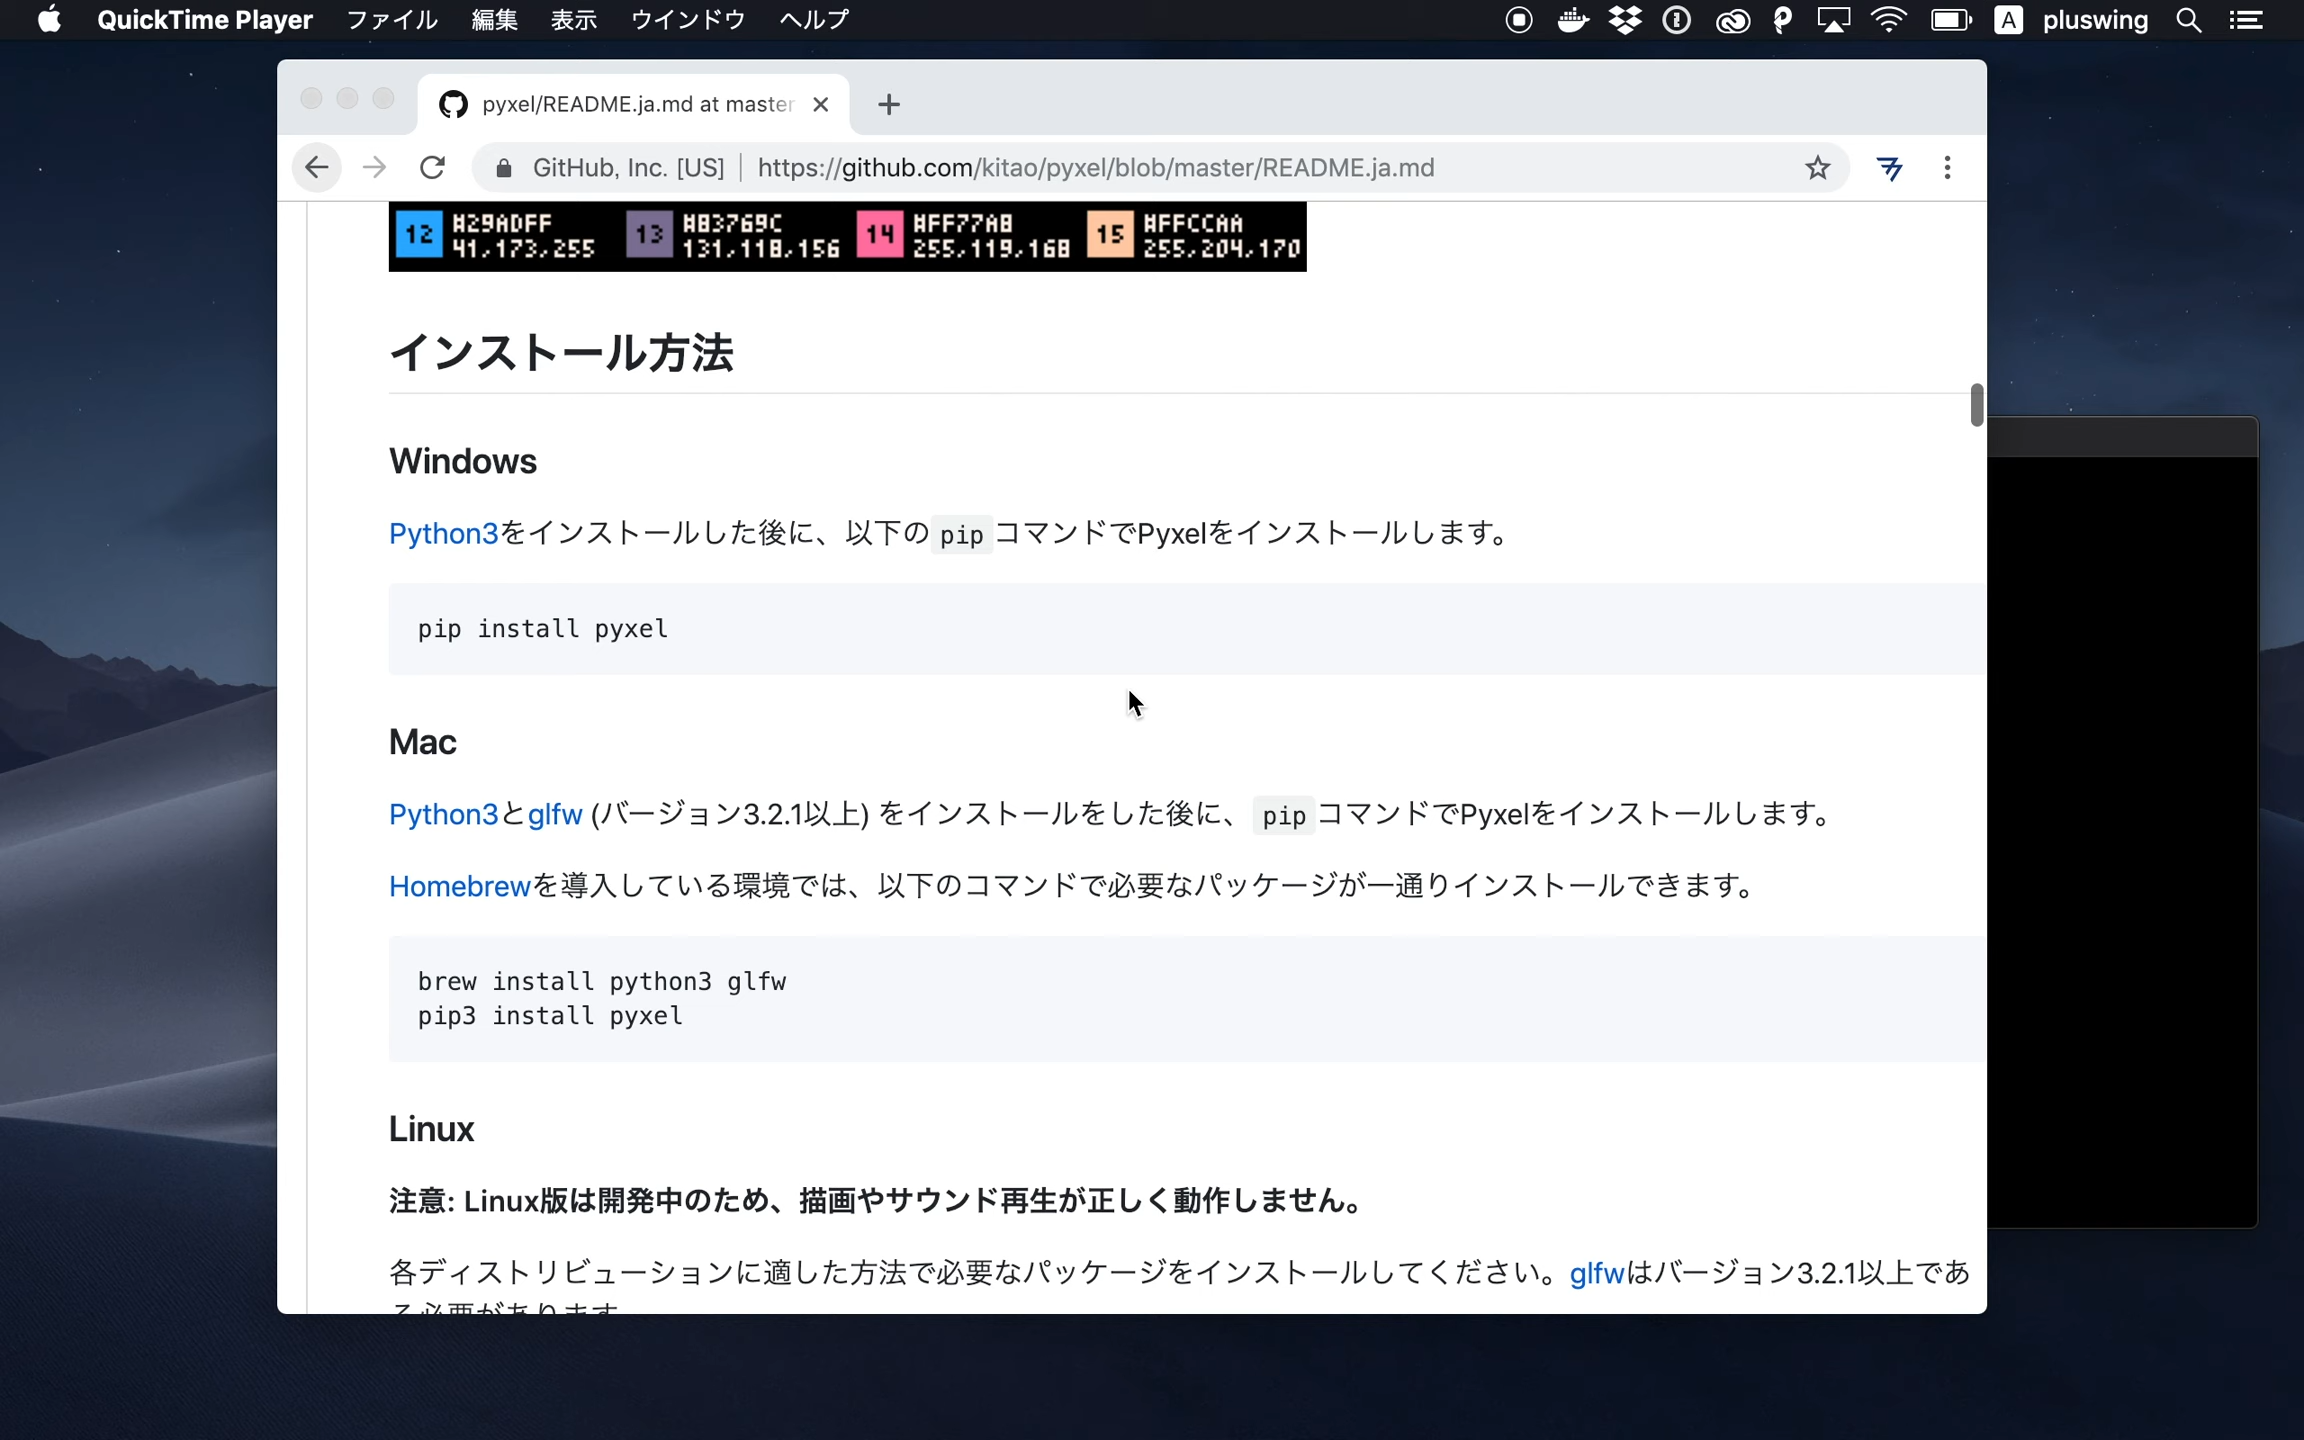 QuickTime Player ファイル 編集 表示 ウインドウ ヘルプ A pluswing
pyxel/README.ja.md at master
GitHub, Inc. [US] https://github.com/kitao/pyxel/blob/master/README.ja.md
12 #29ADFF 13 #83769C 14 #FF77A8 15 #FFCCAA
41,173,255 131,118,156 255,119,168 255,204,170
インストール方法
Windows
Python3をインストールした後に、以下の pip コマンドでPyxelをインストールします。
pip install pyxel
Mac
Python3とglfw (バージョン3.2.1以上) をインストールをした後に、 pip コマンドでPyxelをインストールします。
Homebrewを導入している環境では、以下のコマンドで必要なパッケージが一通りインストールできます。
brew install python3 glfw
pip3 install pyxel
Linux
注意: Linux版は開発中のため、描画やサウンド再生が正しく動作しません。
各ディストリビューションに適した方法で必要なパッケージをインストールしてください。glfwはバージョン3.2.1以上であ
る必要があります